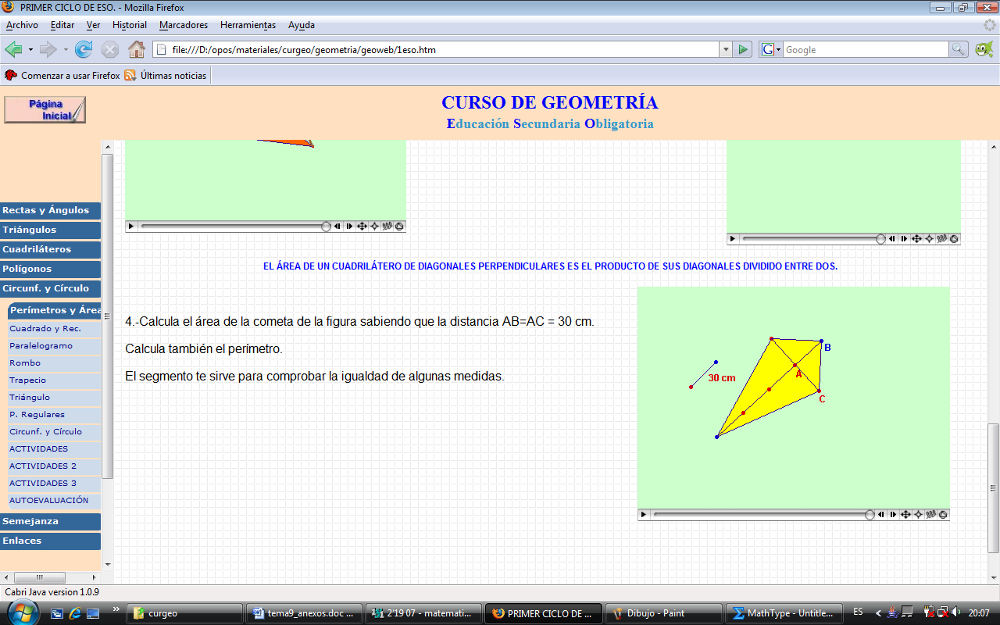 PRIMER CICLO DE ESO. - Mozilla Firefox
Archivo Editar Ver Historial Marcadores Herramientas Ayuda
file:///D:/opos/materiales/curgeo/geometria/geoweb/1eso.htm
G Google
Comenzar a usar Firefox Últimas noticias
Página Inicial
CURSO DE GEOMETRÍA
Educación Secundaria Obligatoria
Rectas y Ángulos
Triángulos
Cuadriláteros
Polígonos
Circunf. y Círculo
Perímetros y Área
Cuadrado y Rec.
Paralelogramo
Rombo
Trapecio
Triángulo
P. Regulares
Circunf. y Círculo
ACTIVIDADES
ACTIVIDADES 2
ACTIVIDADES 3
AUTOEVALUACIÓN
Semejanza
Enlaces
EL ÁREA DE UN CUADRILÁTERO DE DIAGONALES PERPENDICULARES ES EL PRODUCTO DE SUS DIAGONALES DIVIDIDO ENTRE DOS.
4.-Calcula el área de la cometa de la figura sabiendo que la distancia AB=AC = 30 cm.
Calcula también el perímetro.
El segmento te sirve para comprobar la igualdad de algunas medidas.
B
A
30 cm
C
Cabri Java version 1.0.9
curgeo
tema9_anexos.doc ...
2'19 07 - matemati...
PRIMER CICLO DE ...
Dibujo - Paint
MathType - Untitle...
ES
20:07